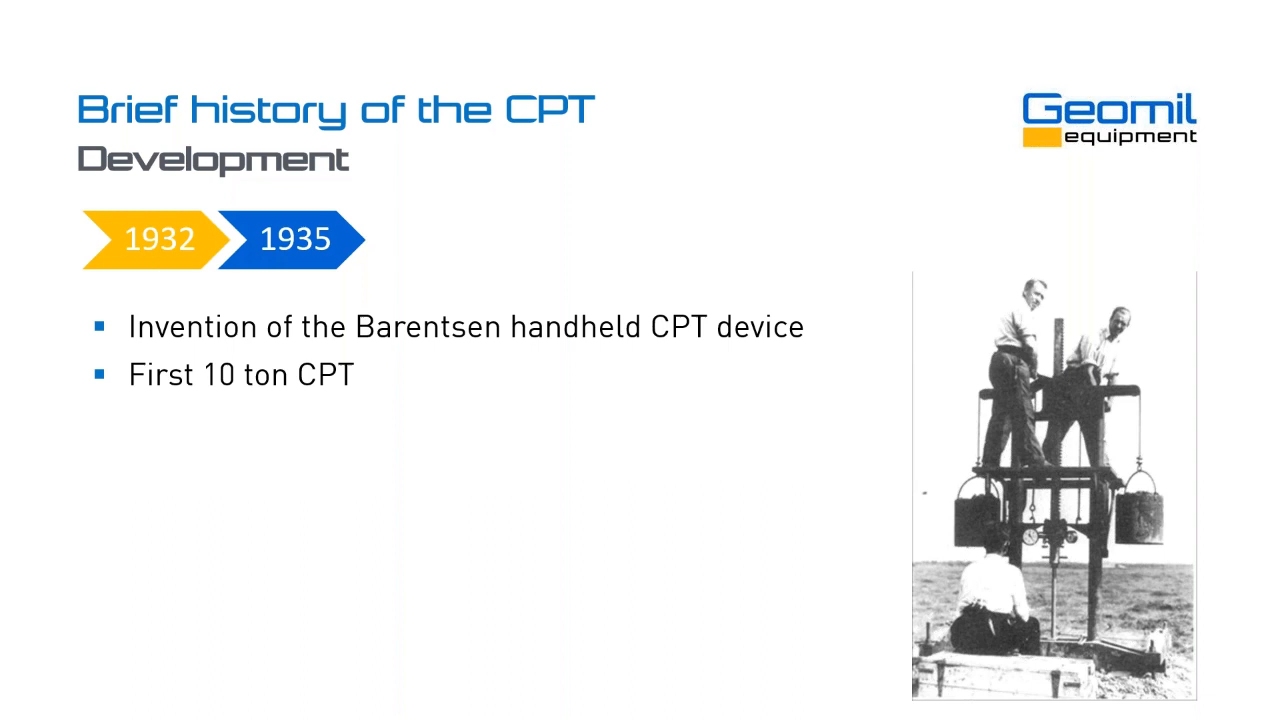 Brief history of the CPT
Development
Geomil
equipment
1932
1935
Invention of the Barentsen handheld CPT device
First 10 ton CPT